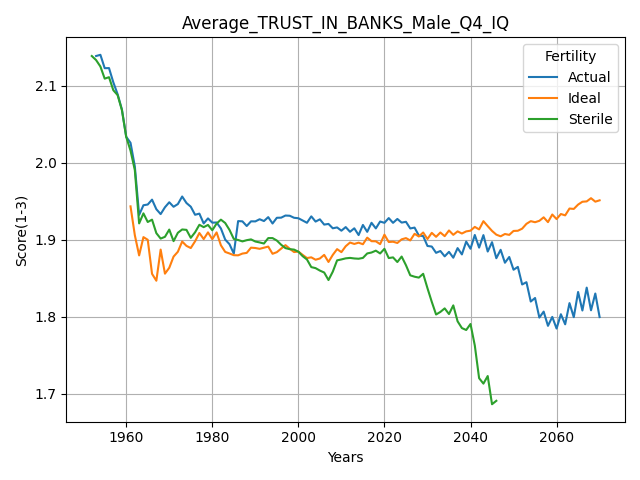 Average_TRUST_IN_BANKS_Male_Q4_IQ
Fertility
Actual
Ideal
Sterile
Score(1-3)
2.1
2.0
1.9
1.8
1.7
1960 1980 2000 2020 2040 2060
Years